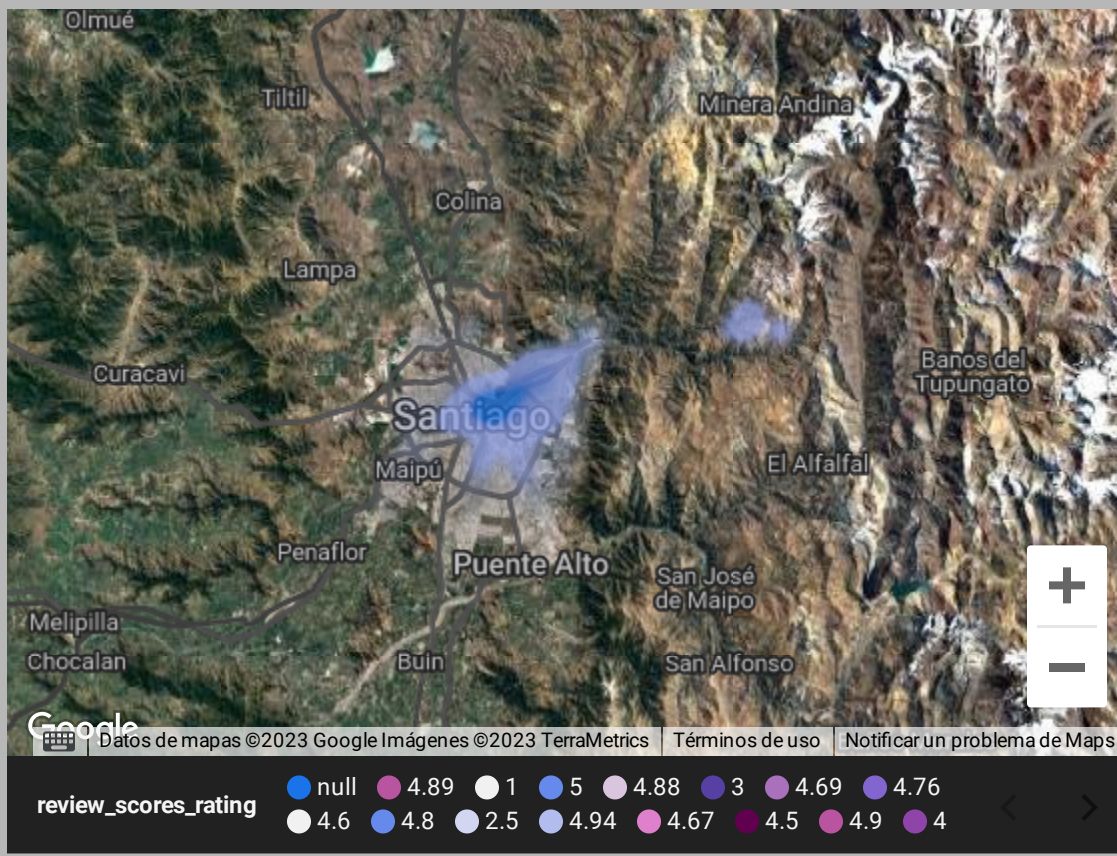 Olmué
Tiltil
Minera Andina
Colina
Lampa
Curacavi
Banos del
Tupungato
Santiago
Maipú
El Alfalfal
Penaflor
Puente Alto
San José
de Maipo
Melipilla
Chocalan
Buin
San Alfonso
Google
Datos de mapas ©2023 Google Imágenes ©2023 TerraMetrics
Términos de uso
Notificar un problema de Maps
review_scores_rating
null 4.89 1 5 4.88 3 4.69 4.76
4.6 4.8 2.5 4.94 4.67 4.5 4.9 4